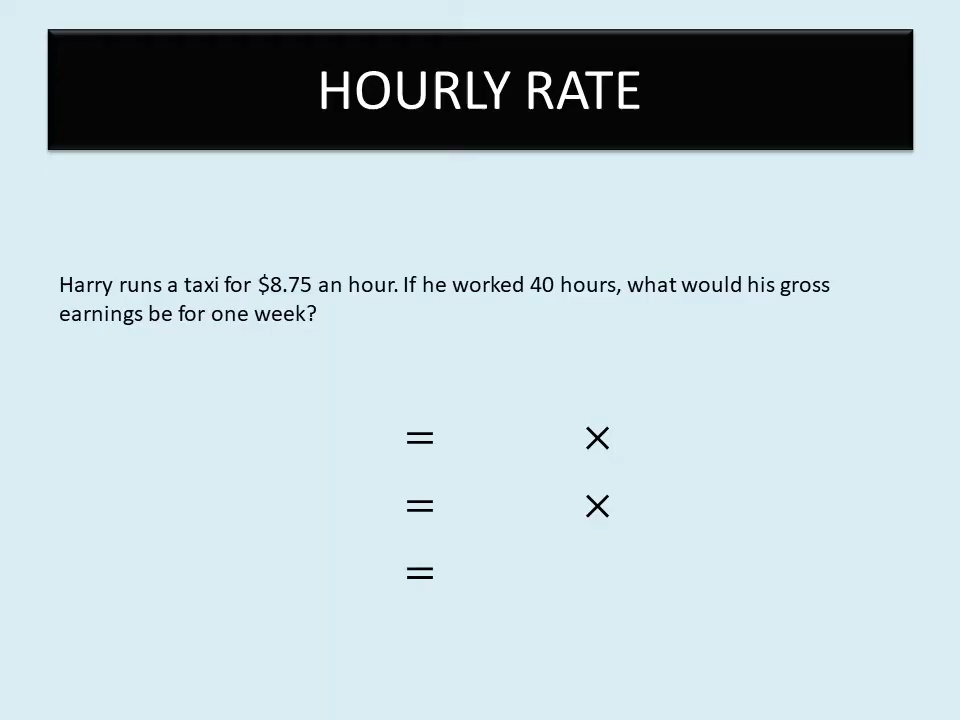 HOURLY RATE
Harry runs a taxi for $8.75 an hour. If he worked 40 hours, what would his gross
earnings be for one week?
= ×
= ×
=